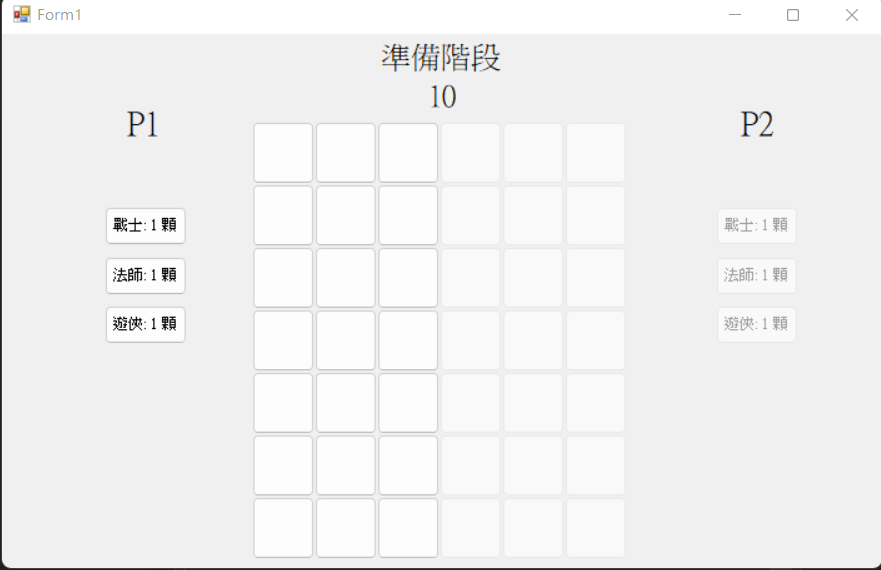 Form1
準備階段
10
P1
P2
戰士: 1 顆
法師: 1 顆
遊俠: 1 顆
戰士: 1 顆
法師: 1 顆
遊俠: 1 顆